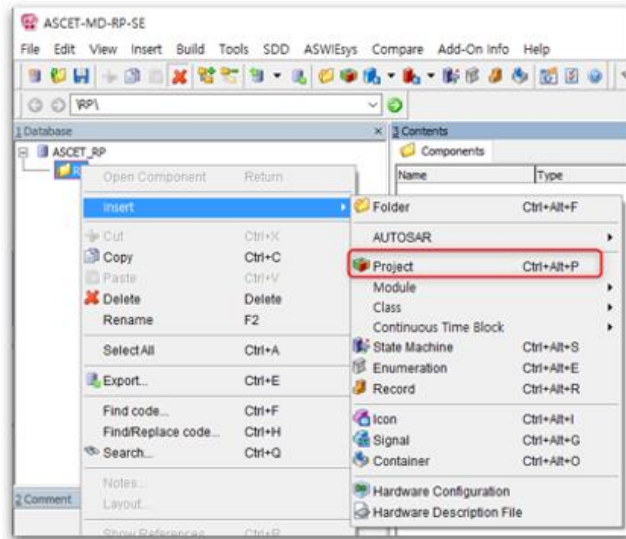 ASCET-MD-RP-SE
File Edit View Insert Build Tools SDD ASWIEsys Compare Add-On Info Help
\RP\
1 Database
3 Contents
ASCET_RP
Components
Name Type
Open Component Return
Insert
Cut Ctrl+X
Copy Ctrl+C
Paste Ctrl+V
Delete Delete
Rename F2
Select All Ctrl+A
Export... Ctrl+E
Find code... Ctrl+F
Find/Replace code... Ctrl+H
Search... Ctrl+Q
Notes...
Layout...
Show References Ctrl+R
Folder Ctrl+Alt+F
AUTOSAR
Project Ctrl+Alt+P
Module
Class
Continuous Time Block
State Machine Ctrl+Alt+S
Enumeration Ctrl+Alt+E
Record Ctrl+Alt+R
Icon Ctrl+Alt+I
Signal Ctrl+Alt+G
Container Ctrl+Alt+O
Hardware Configuration
Hardware Description File
2 Comment